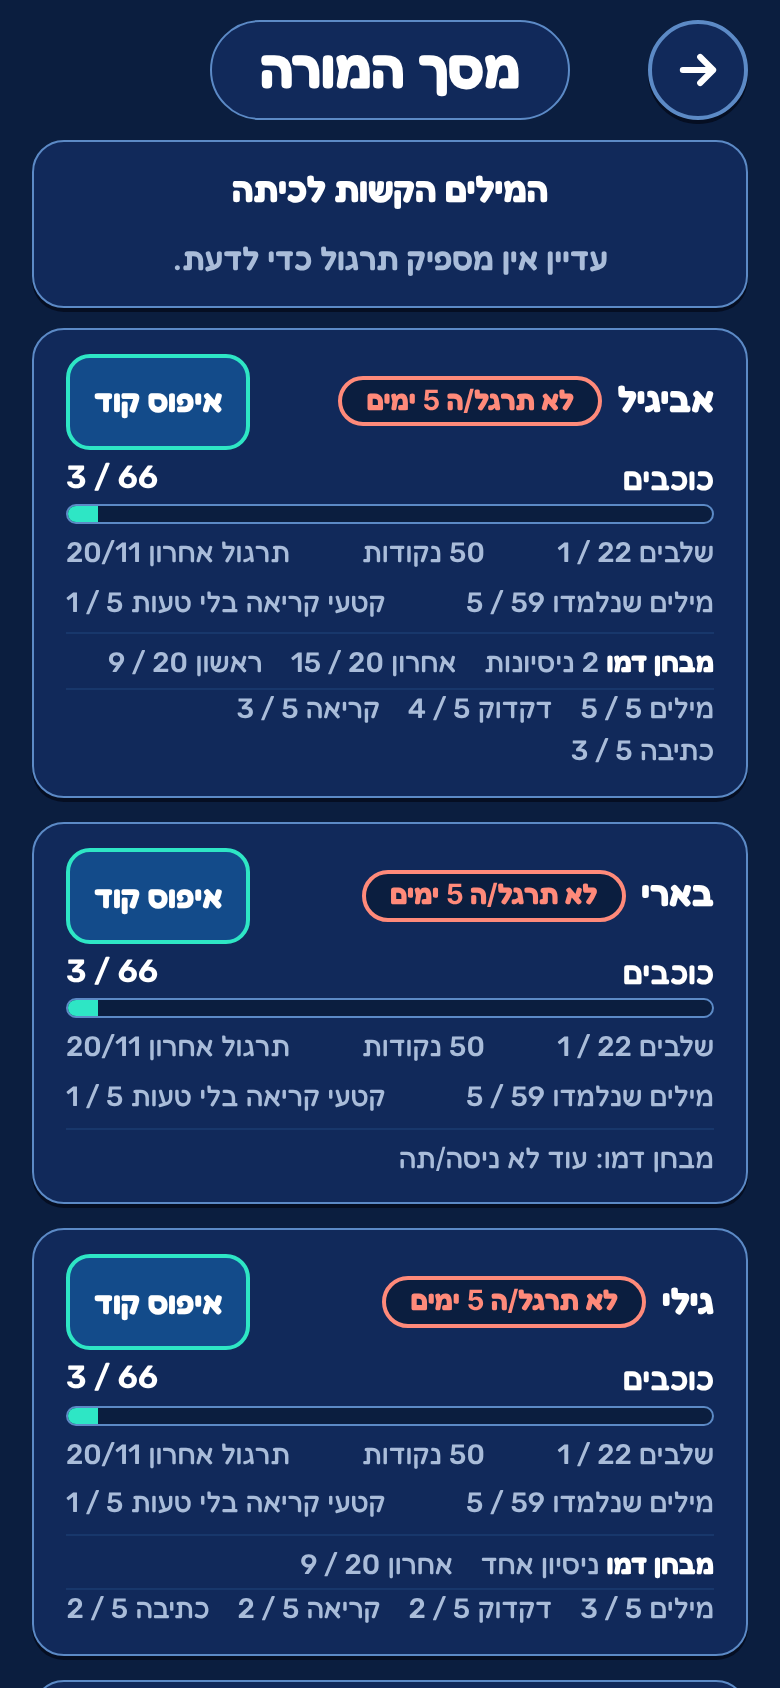 מסך המורה
המילים הקשות לכיתה
עדיין אין מספיק תרגול כדי לדעת.
אביגיל לא תרגל/ה 5 ימים איפוס קוד
כוכבים 3 / 66
שלבים 22 / 1 50 נקודות תרגול אחרון 20/11
מילים שנלמדו 59 / 5 קטעי קריאה בלי טעות 5 / 1
מבחן דמו 2 ניסיונות אחרון 20 / 15 ראשון 20 / 9
מילים 5 / 5 דקדוק 5 / 4 קריאה 5 / 3
כתיבה 5 / 3
בארי לא תרגל/ה 5 ימים איפוס קוד
כוכבים 3 / 66
שלבים 22 / 1 50 נקודות תרגול אחרון 20/11
מילים שנלמדו 59 / 5 קטעי קריאה בלי טעות 5 / 1
מבחן דמו: עוד לא ניסה/תה
גילי לא תרגל/ה 5 ימים איפוס קוד
כוכבים 3 / 66
שלבים 22 / 1 50 נקודות תרגול אחרון 20/11
מילים שנלמדו 59 / 5 קטעי קריאה בלי טעות 5 / 1
מבחן דמו ניסיון אחד אחרון 20 / 9
מילים 5 / 3 דקדוק 5 / 2 קריאה 5 / 2 כתיבה 5 / 2